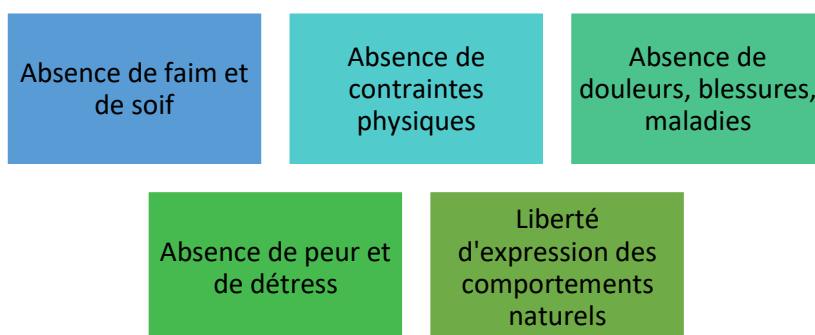 Absence de faim et
de soif
Absence de
contraintes
physiques
Absence de
douleurs, blessures,
maladies
Absence de peur et
de détress
Liberté
d'expression des
comportements
naturels